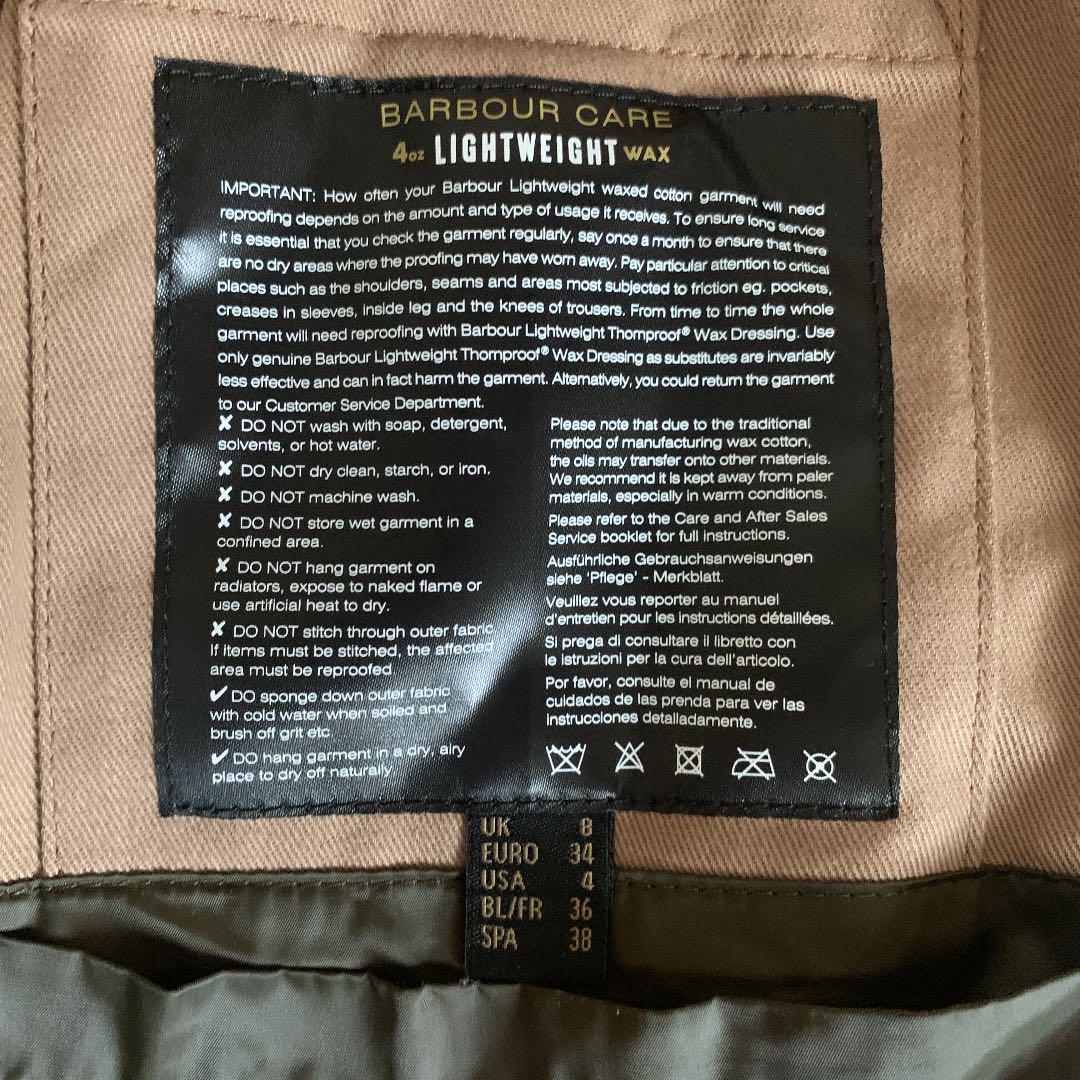 BARBOUR CARE
4oz LIGHTWEIGHT WAX
IMPORTANT: How often your Barbour Lightweight waxed cotton garment will need
reproofing depends on the amount and type of usage it receives. To ensure long service
it is essential that you check the garment regularly, say once a month to ensure that there
are no dry areas where the proofing may have worn away. Pay particular attention to critical
places such as the shoulders, seams and areas most subjected to friction eg. pockets,
creases in sleeves, inside leg and the knees of trousers. From time to time the whole
garment will need reproofing with Barbour Lightweight Thornproof® Wax Dressing. Use
only genuine Barbour Lightweight Thornproof® Wax Dressing as substitutes are invariably
less effective and can in fact harm the garment. Alternatively, you could return the garment
to our Customer Service Department.
✘ DO NOT wash with soap, detergent,
solvents, or hot water.
✘ DO NOT dry clean, starch, or iron.
✘ DO NOT machine wash.
✘ DO NOT store wet garment in a
confined area.
✘ DO NOT hang garment on
radiators, expose to naked flame or
use artificial heat to dry.
✘ DO NOT stitch through outer fabric
If items must be stitched, the affected
area must be reproofed
✔ DO sponge down outer fabric
with cold water when soiled and
brush off grit etc
✔ DO hang garment in a dry, airy
place to dry off naturally
Please note that due to the traditional
method of manufacturing wax cotton,
the oils may transfer onto other materials.
We recommend it is kept away from paler
materials, especially in warm conditions.
Please refer to the Care and After Sales
Service booklet for full instructions.
Ausführliche Gebrauchsanweisungen
siehe 'Pflege' - Merkblatt.
Veuillez vous reporter au manuel
d'entretien pour les instructions détaillées.
Si prega di consultare il libretto con
le istruzioni per la cura dell'articolo.
Por favor, consulte el manual de
cuidados de las prenda para ver las
instrucciones detalladamente.
UK 8
EURO 34
USA 4
BL/FR 36
SPA 38